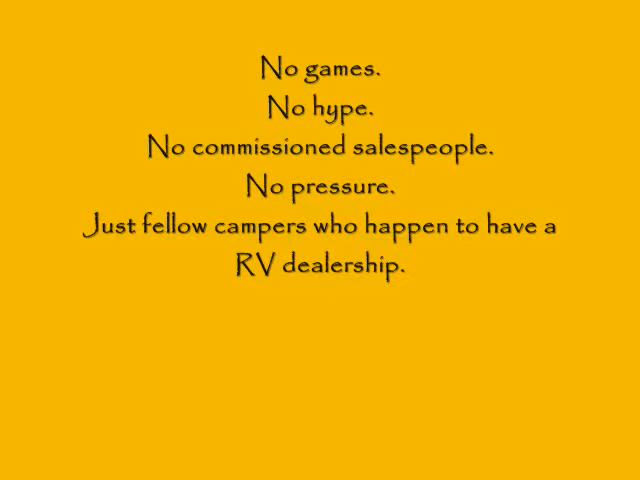 No games.
No hype.
No commissioned salespeople.
No pressure.
Just fellow campers who happen to have a
RV dealership.